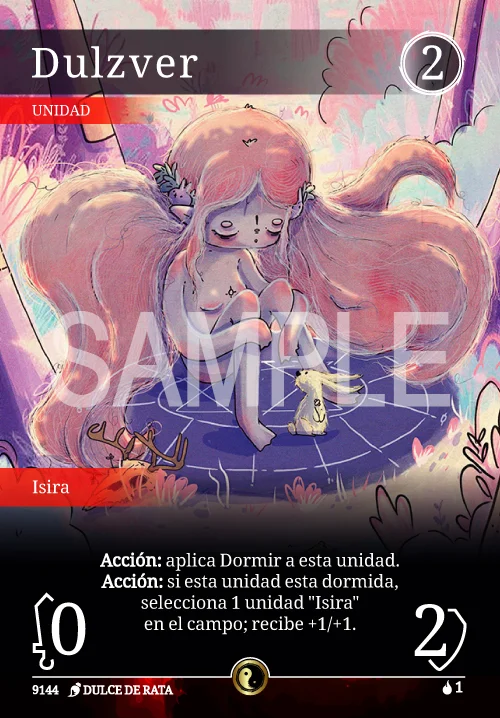 Dulzver
2
UNIDAD
SAMPLE
Isira
Acción: aplica Dormir a esta unidad.
Acción: si esta unidad esta dormida,
selecciona 1 unidad "Isira"
en el campo; recibe +1/+1.
0
2
9144 DULCE DE RATA
1